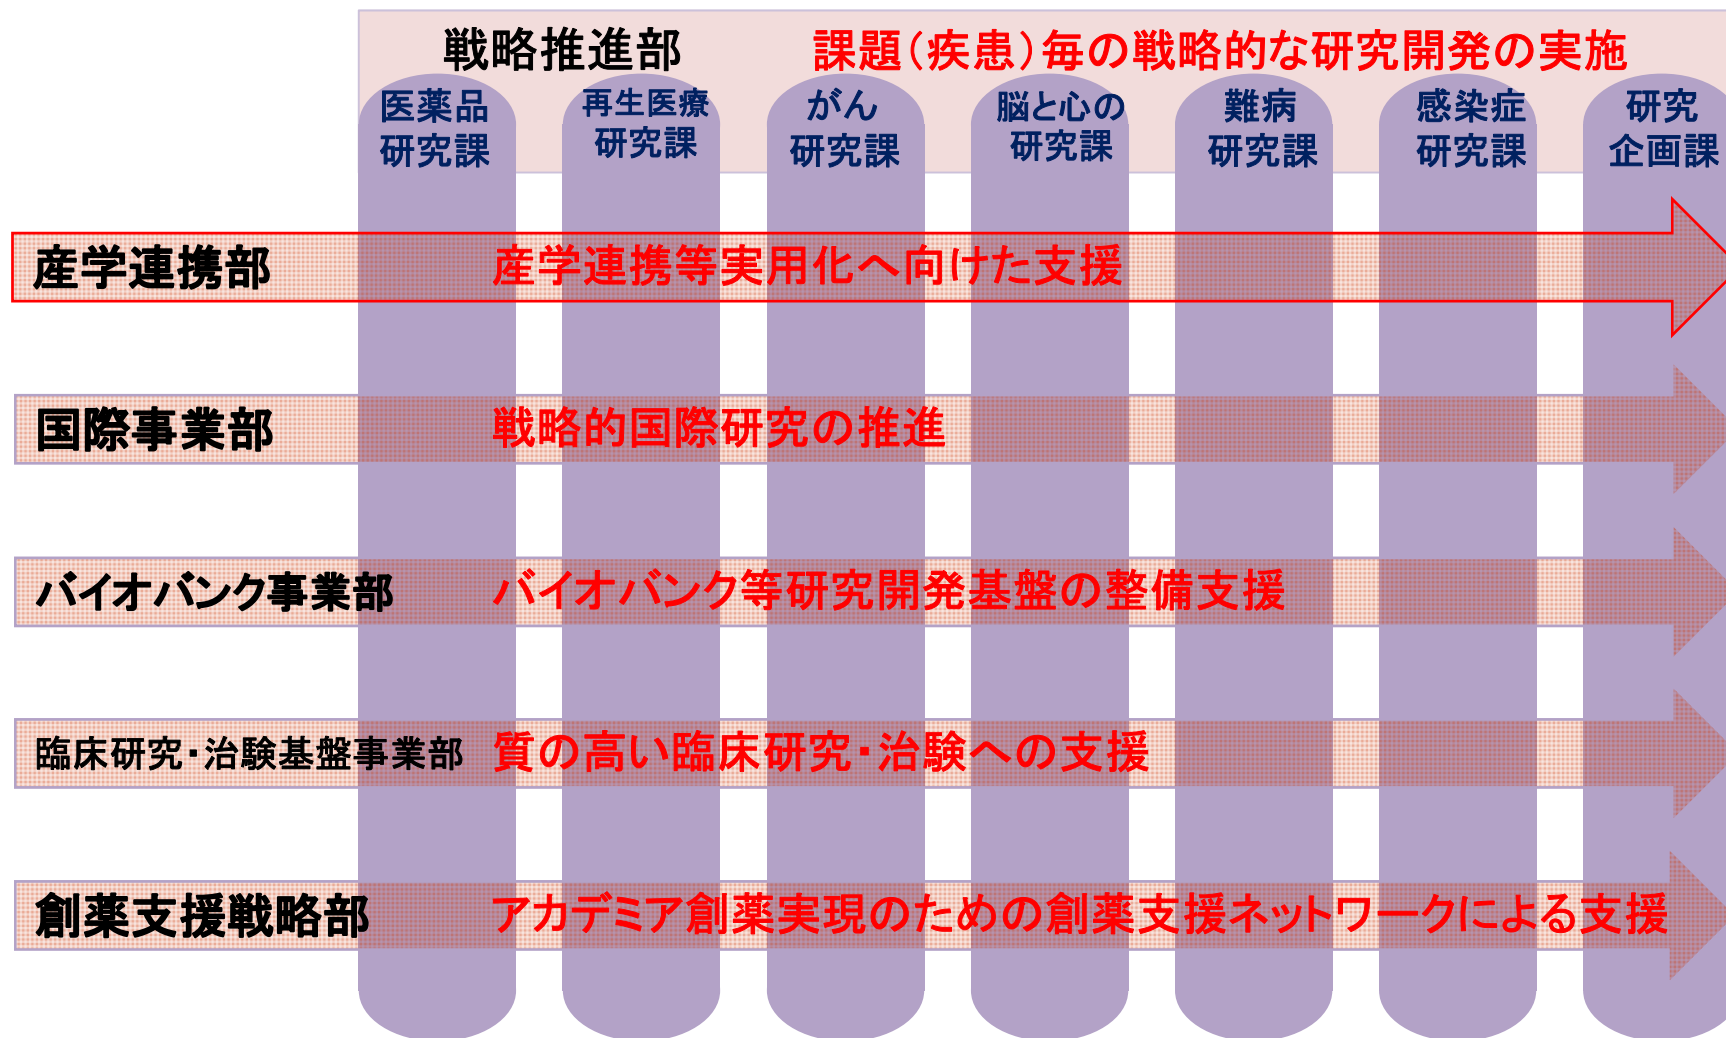 戦略推進部 課題(疾患)毎の戦略的な研究開発の実施
医薬品
研究課
再生医療
研究課
がん
研究課
脳と心の
研究課
難病
研究課
感染症
研究課
研究
企画課
産学連携部 産学連携等実用化へ向けた支援
国際事業部 戦略的国際研究の推進
バイオバンク事業部 バイオバンク等研究開発基盤の整備支援
臨床研究・治験基盤事業部 質の高い臨床研究・治験への支援
創薬支援戦略部 アカデミア創薬実現のための創薬支援ネットワークによる支援